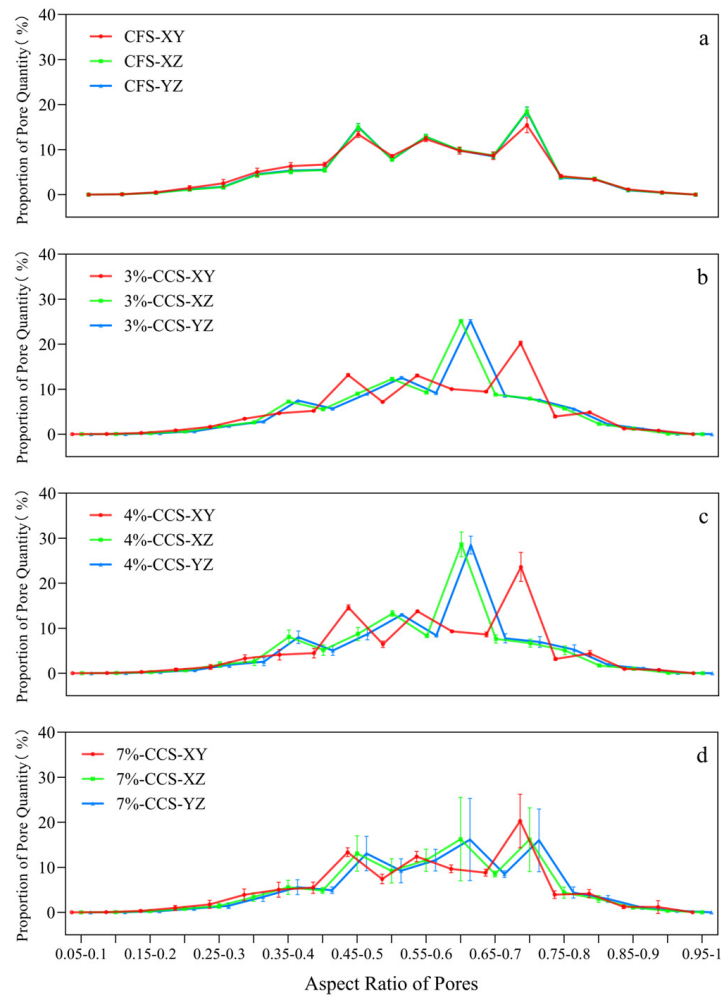 40
30
20
10
0
Proportion of Pore Quantity( %)
CFS-XY
CFS-XZ
CFS-YZ
a
40
30
20
10
0
Proportion of Pore Quantity( %)
3%-CCS-XY
3%-CCS-XZ
3%-CCS-YZ
b
40
30
20
10
0
Proportion of Pore Quantity( %)
4%-CCS-XY
4%-CCS-XZ
4%-CCS-YZ
c
40
30
20
10
0
Proportion of Pore Quantity( %)
7%-CCS-XY
7%-CCS-XZ
7%-CCS-YZ
d
0.05-0.1 0.15-0.2 0.25-0.3 0.35-0.4 0.45-0.5 0.55-0.6 0.65-0.7 0.75-0.8 0.85-0.9 0.95-1
Aspect Ratio of Pores